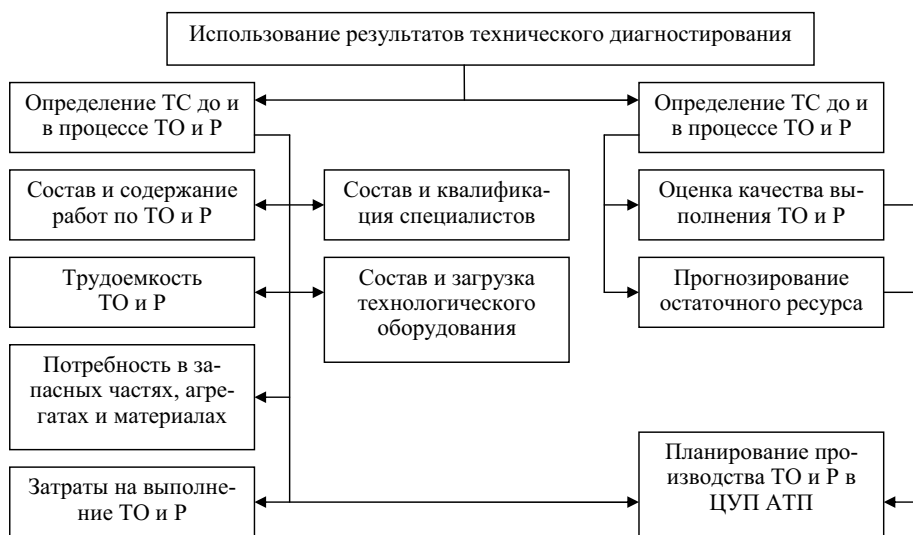 Использование результатов технического диагностирования
Определение ТС до и
в процессе ТО и Р
Определение ТС до и
в процессе ТО и Р
Состав и содержание
работ по ТО и Р
Состав и квалифика-
ция специалистов
Оценка качества вы-
полнения ТО и Р
Трудоемкость
ТО и Р
Состав и загрузка
технологического
оборудования
Прогнозирование
остаточного ресурса
Потребность в за-
пасных частях, агре-
гатах и материалах
Затраты на выполне-
ние ТО и Р
Планирование про-
изводства ТО и Р в
ЦУП АТП